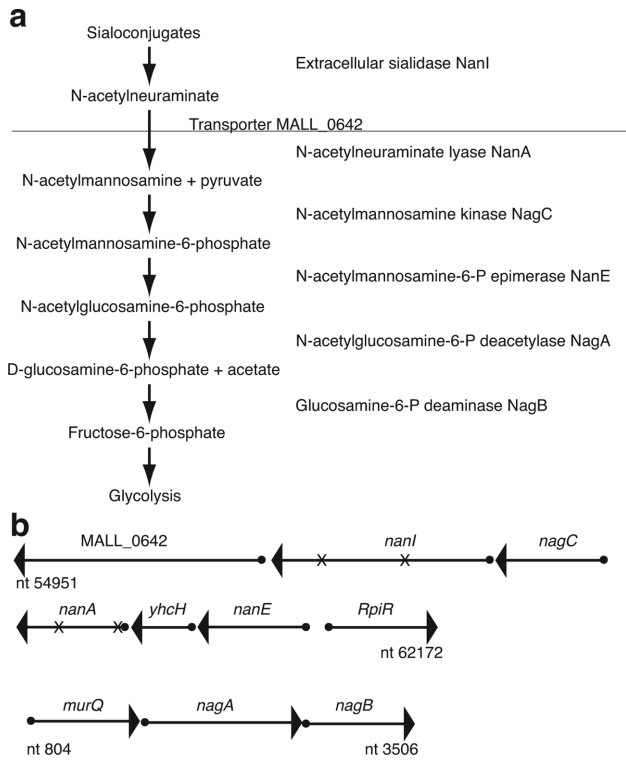 a
Sialoconjugates
Extracellular sialidase NanI
N-acetylneuraminate
Transporter MALL_0642
N-acetylneuraminate lyase NanA
N-acetylmannosamine + pyruvate
N-acetylmannosamine kinase NagC
N-acetylmannosamine-6-phosphate
N-acetylmannosamine-6-P epimerase NanE
N-acetylglucosamine-6-phosphate
N-acetylglucosamine-6-P deacetylase NagA
D-glucosamine-6-phosphate + acetate
Glucosamine-6-P deaminase NagB
Fructose-6-phosphate
Glycolysis
b
MALL_0642 nanI nagC
X X
nt 54951
nanA yhcH nanE RpiR
X X
nt 62172
murQ nagA nagB
nt 804 nt 3506